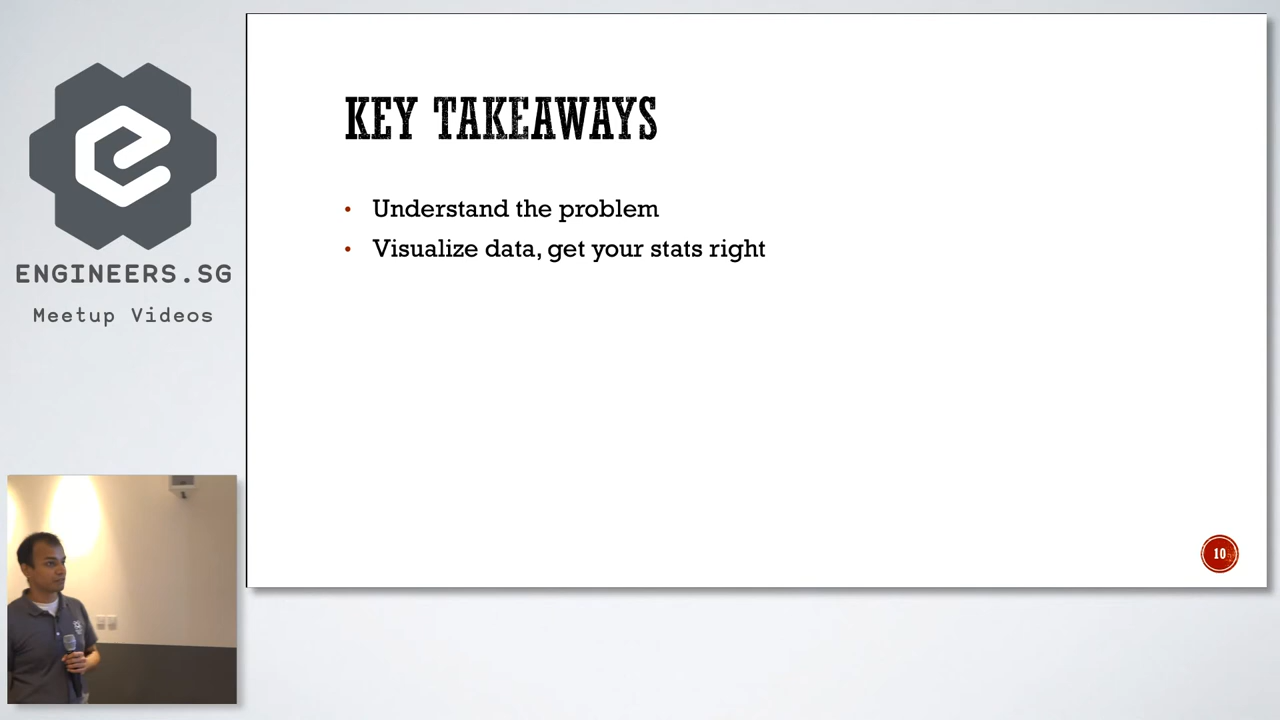 ENGINEERS.SG
Meetup Videos
KEY TAKEAWAYS
• Understand the problem
• Visualize data, get your stats right
10